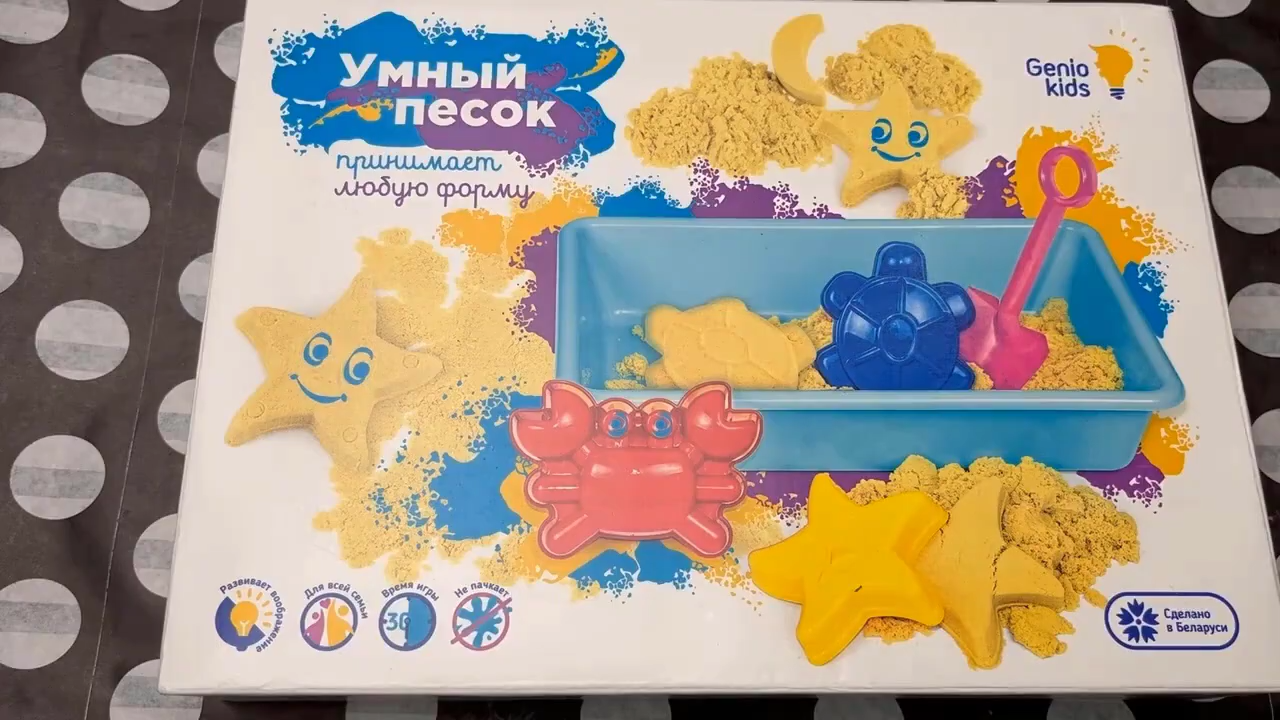 Умный
песок
принимает
любую форму
Genio
kids
Развивает воображение
Для всей семьи
Время игры
30
Не пачкает
Сделано
в Беларуси